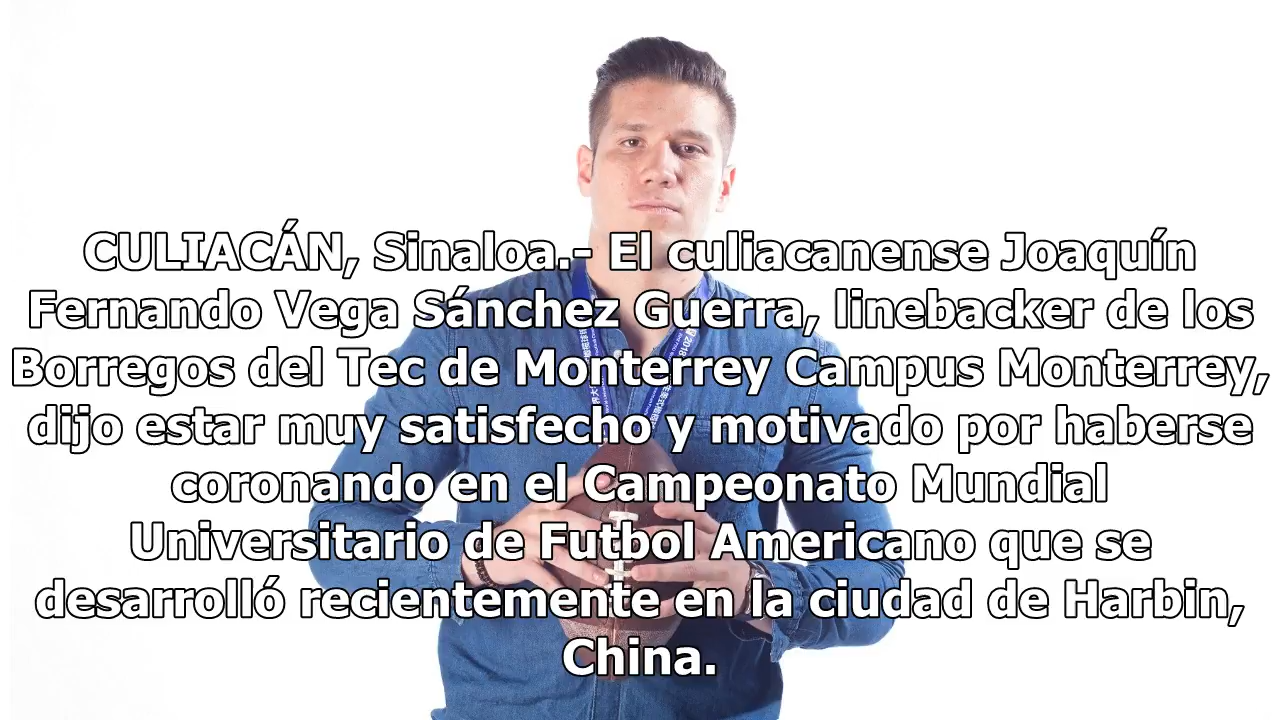 CULIACÁN, Sinaloa.- El culiacanense Joaquín
Fernando Vega Sánchez Guerra, linebacker de los
Borregos del Tec de Monterrey Campus Monterrey,
dijo estar muy satisfecho y motivado por haberse
coronando en el Campeonato Mundial
Universitario de Futbol Americano que se
desarrolló recientemente en la ciudad de Harbin,
China.
2018